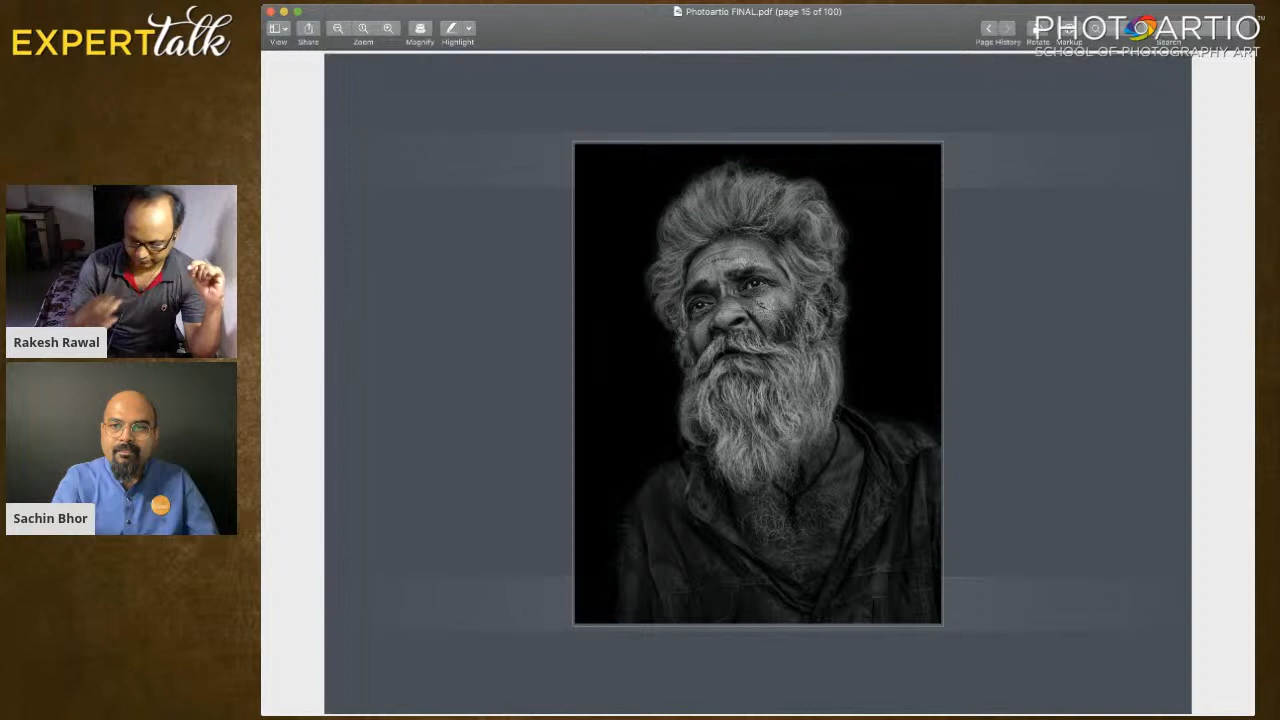 EXPERTtalk
Photoartio FINAL.pdf (page 15 of 100)
View Share Zoom Magnify Highlight Page History Rotate Markup Search
PHOTOARTIO™
SCHOOL OF PHOTOGRAPHY ART
Rakesh Rawal
Sachin Bhor